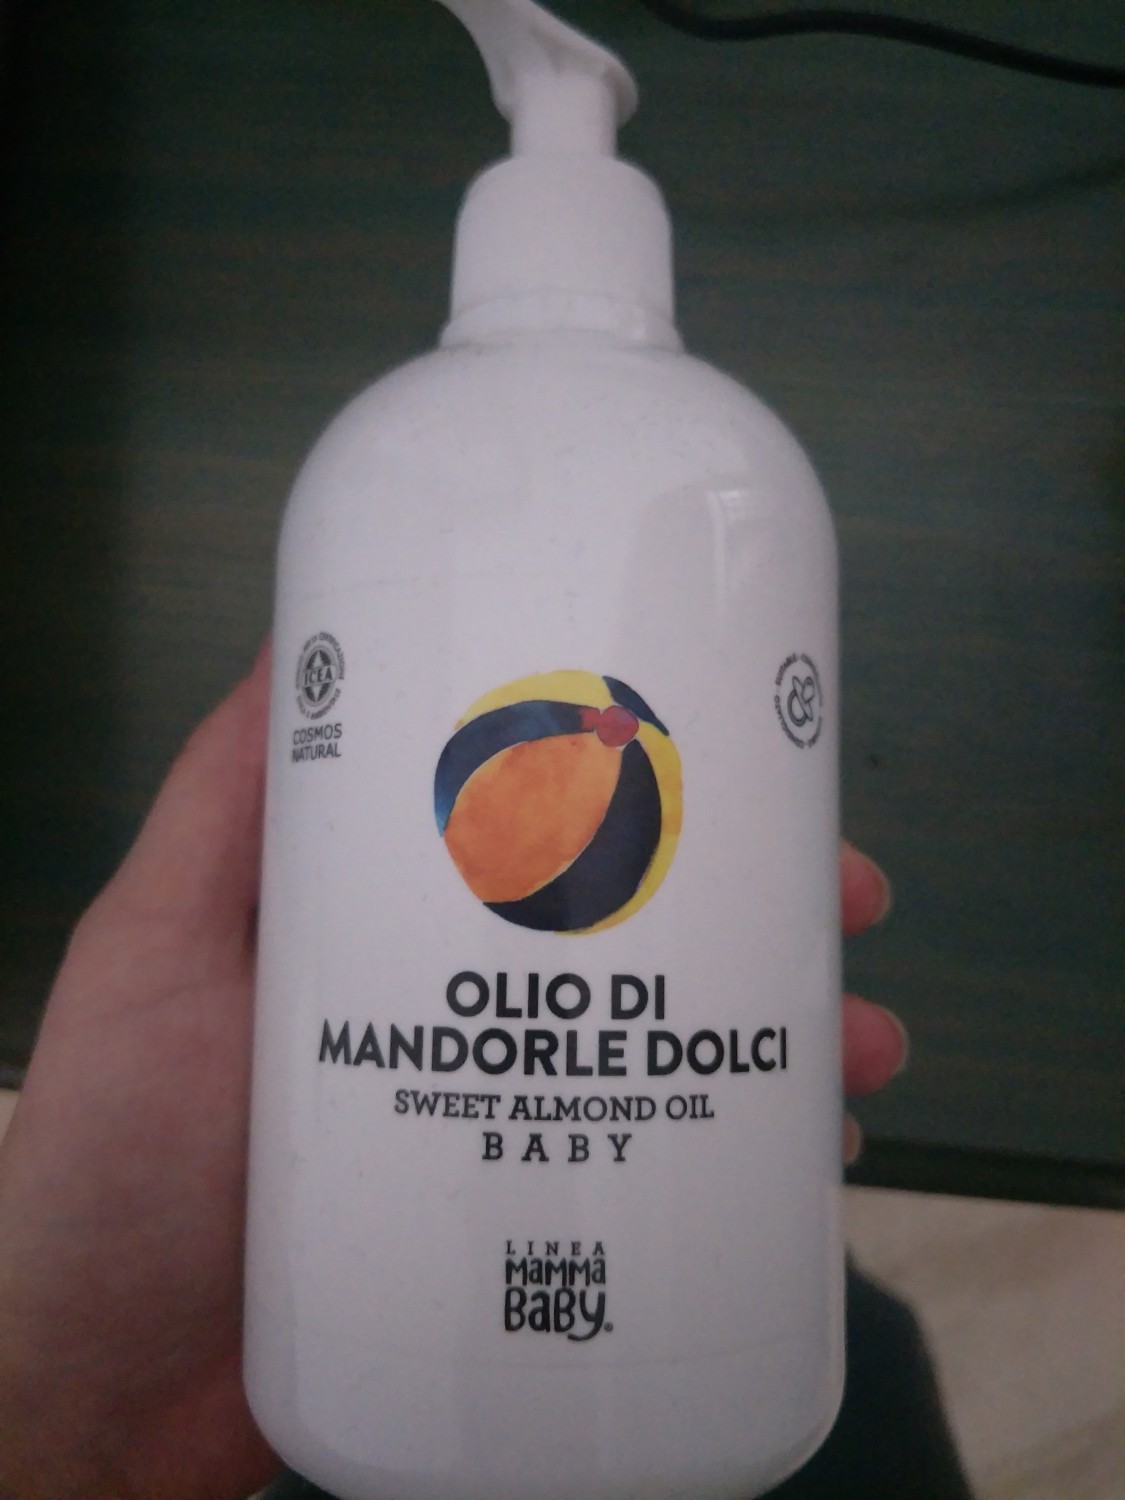 ICEA
COSMOS
NATURAL
OLIO DI
MANDORLE DOLCI
SWEET ALMOND OIL
BABY
LINEA
MaMMa
BaBy®